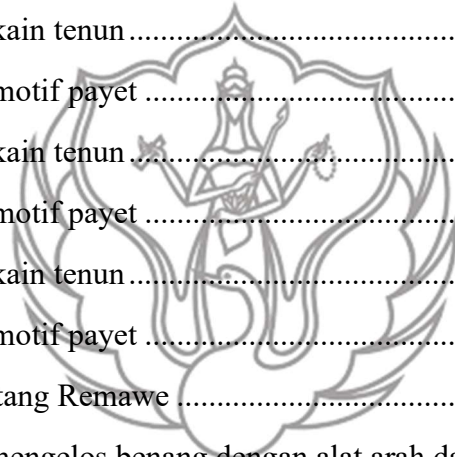 kain tenun ........................................
motif payet ......................................
kain tenun ........................................
motif payet ......................................
kain tenun ........................................
motif payet ......................................
tang Remawe ..................................
mengelos benang dengan alat arah